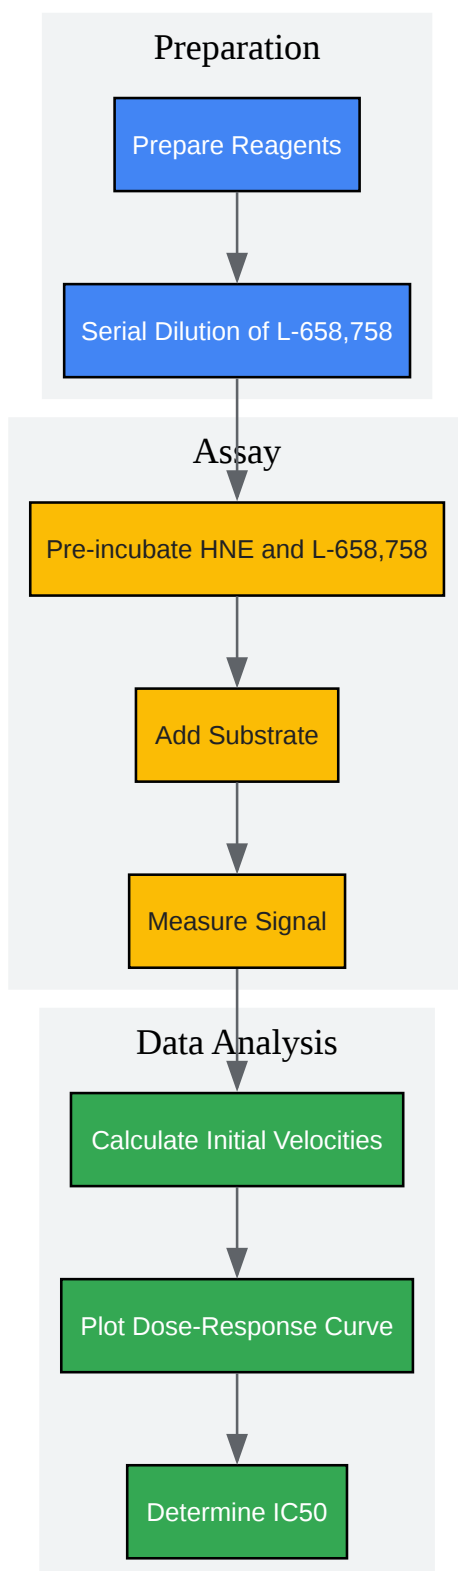 Preparation
Prepare Reagents
Serial Dilution of L-658,758
Assay
Pre-incubate HNE and L-658,758
Add Substrate
Measure Signal
Data Analysis
Calculate Initial Velocities
Plot Dose-Response Curve
Determine IC50